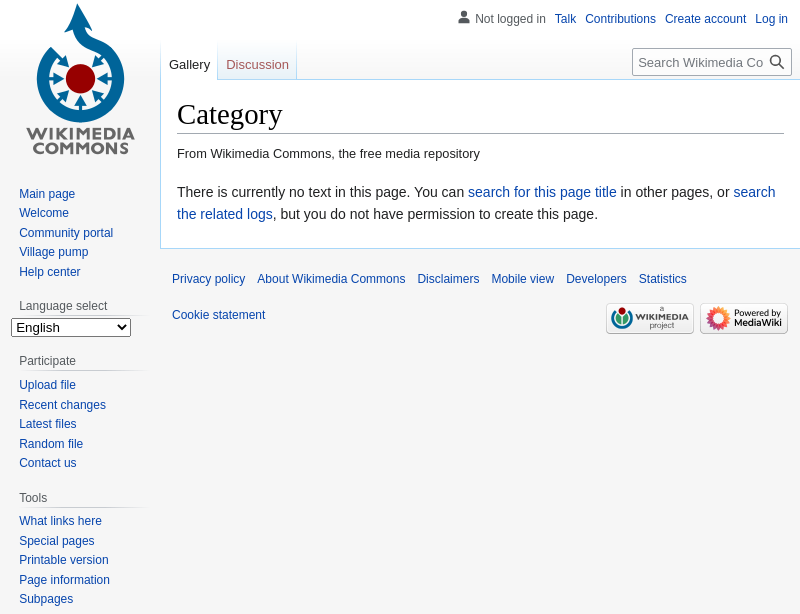 Not logged in Talk Contributions Create account Log in
Gallery Discussion
Search Wikimedia Co
WIKIMEDIA
COMMONS
Category
From Wikimedia Commons, the free media repository
There is currently no text in this page. You can search for this page title in other pages, or search
the related logs, but you do not have permission to create this page.
Main page
Welcome
Community portal
Village pump
Help center
Language select
English
Participate
Upload file
Recent changes
Latest files
Random file
Contact us
Tools
What links here
Special pages
Printable version
Page information
Subpages
Privacy policy About Wikimedia Commons Disclaimers Mobile view Developers Statistics
Cookie statement
a
WIKIMEDIA
project
Powered by
MediaWiki